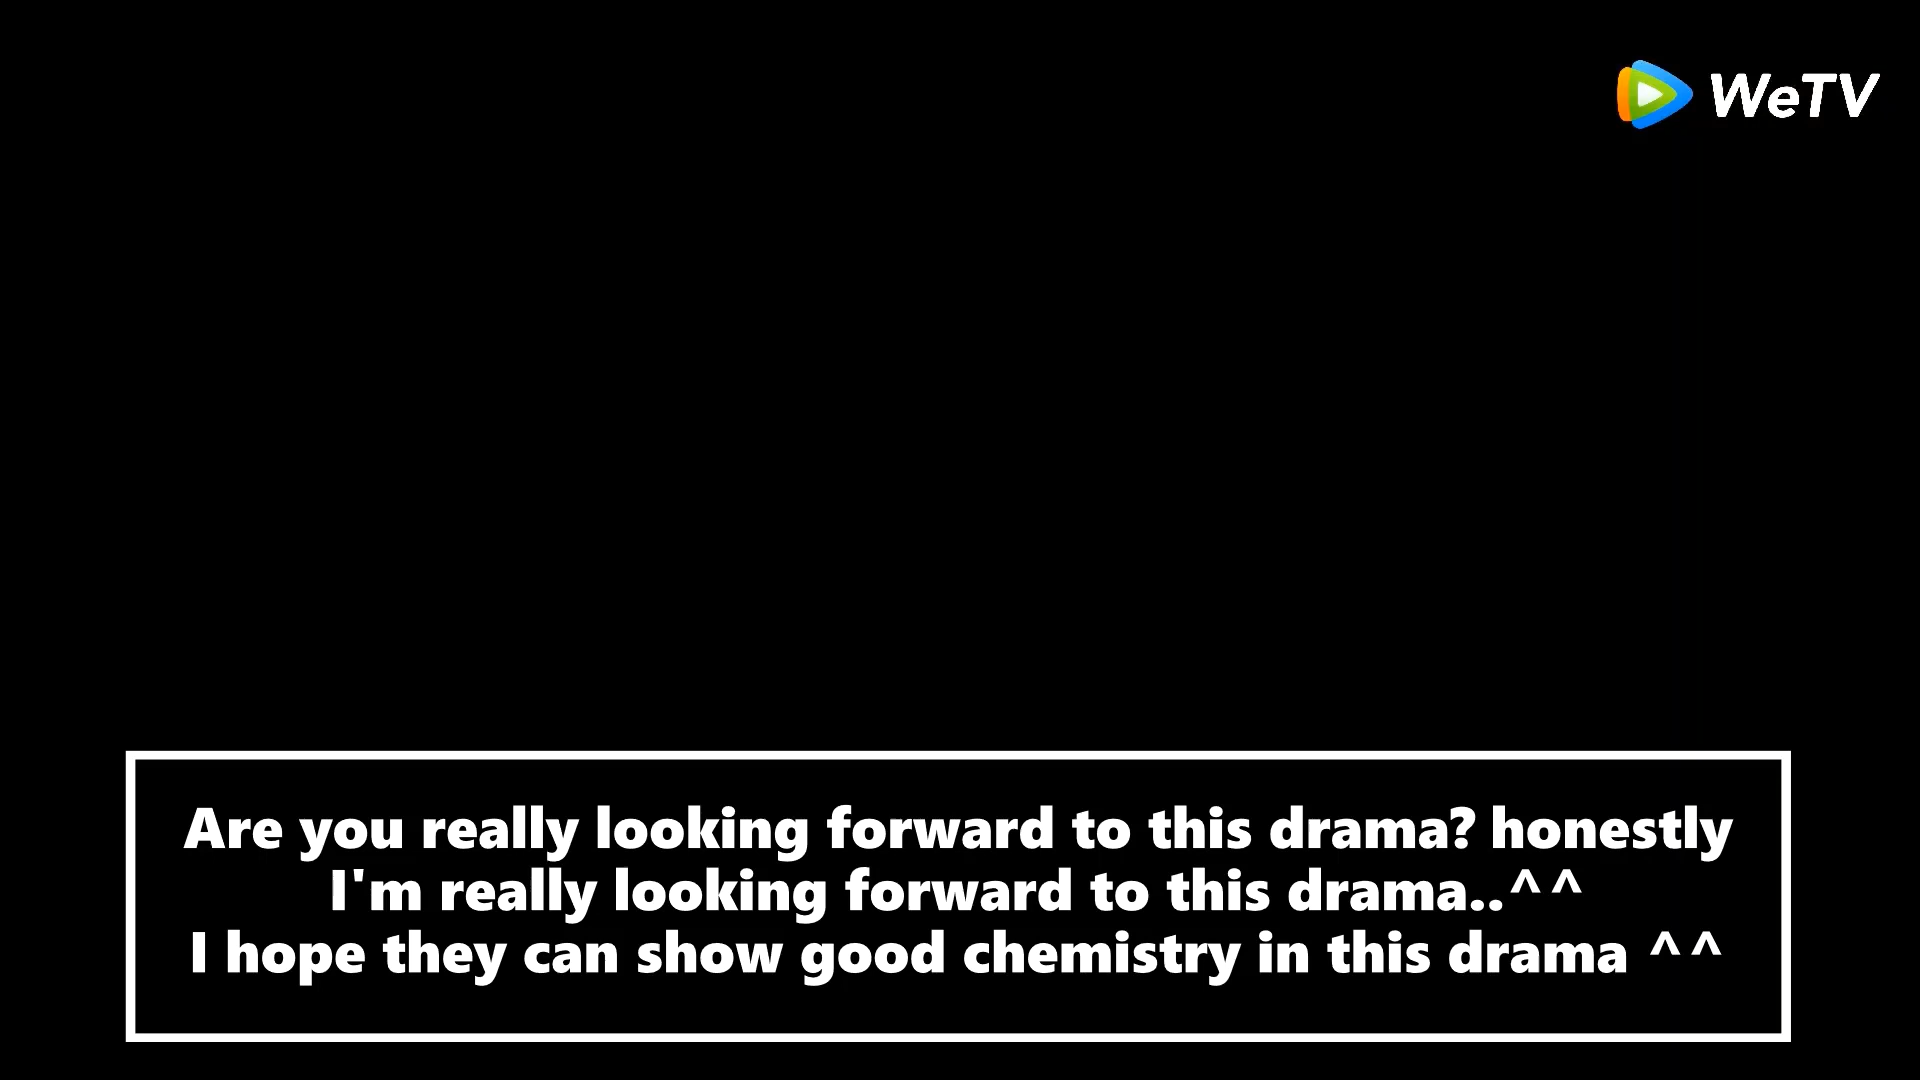 WeTV
Are you really looking forward to this drama? honestly
I'm really looking forward to this drama..^^
I hope they can show good chemistry in this drama ^^